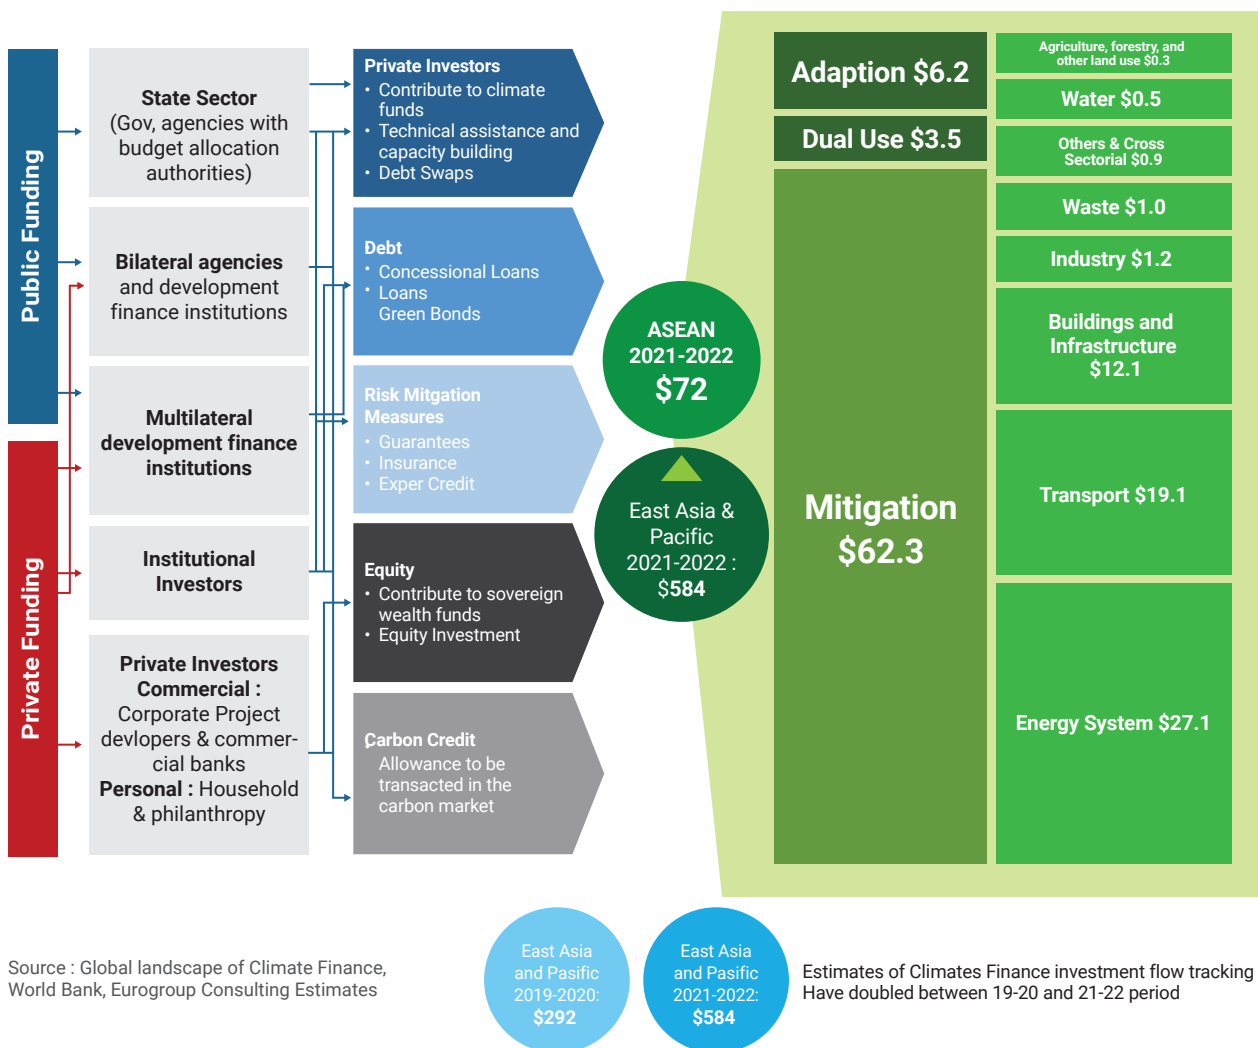 Public Funding
Private Funding
State Sector
(Gov, agencies with
budget allocation
authorities)
Bilateral agencies
and development
finance institutions
Multilateral
development finance
institutions
Institutional
Investors
Private Investors
Commercial :
Corporate Project
devlopers & commer-
cial banks
Personal : Household
& philanthropy
Private Investors
• Contribute to climate
funds
• Technical assistance and
capacity building
• Debt Swaps
Debt
• Concessional Loans
• Loans
Green Bonds
Risk Mitgation
Measures
• Guarantees
• Insurance
• Exper Credit
Equity
• Contribute to sovereign
wealth funds
• Equity Investment
Carbon Credit
Allowance to be
transacted in the
carbon market
ASEAN
2021-2022
$72
East Asia &
Pacific
2021-2022 :
$584
Adaption $6.2
Dual Use $3.5
Mitigation
$62.3
Agriculture, forestry, and
other land use $0.3
Water $0.5
Others & Cross
Sectorial $0.9
Waste $1.0
Industry $1.2
Buildings and
Infrastructure
$12.1
Transport $19.1
Energy System $27.1
Source : Global landscape of Climate Finance,
World Bank, Eurogroup Consulting Estimates
East Asia
and Pasific
2019-2020:
$292
East Asia
and Pasific
2021-2022:
$584
Estimates of Climates Finance investment flow tracking
Have doubled between 19-20 and 21-22 period